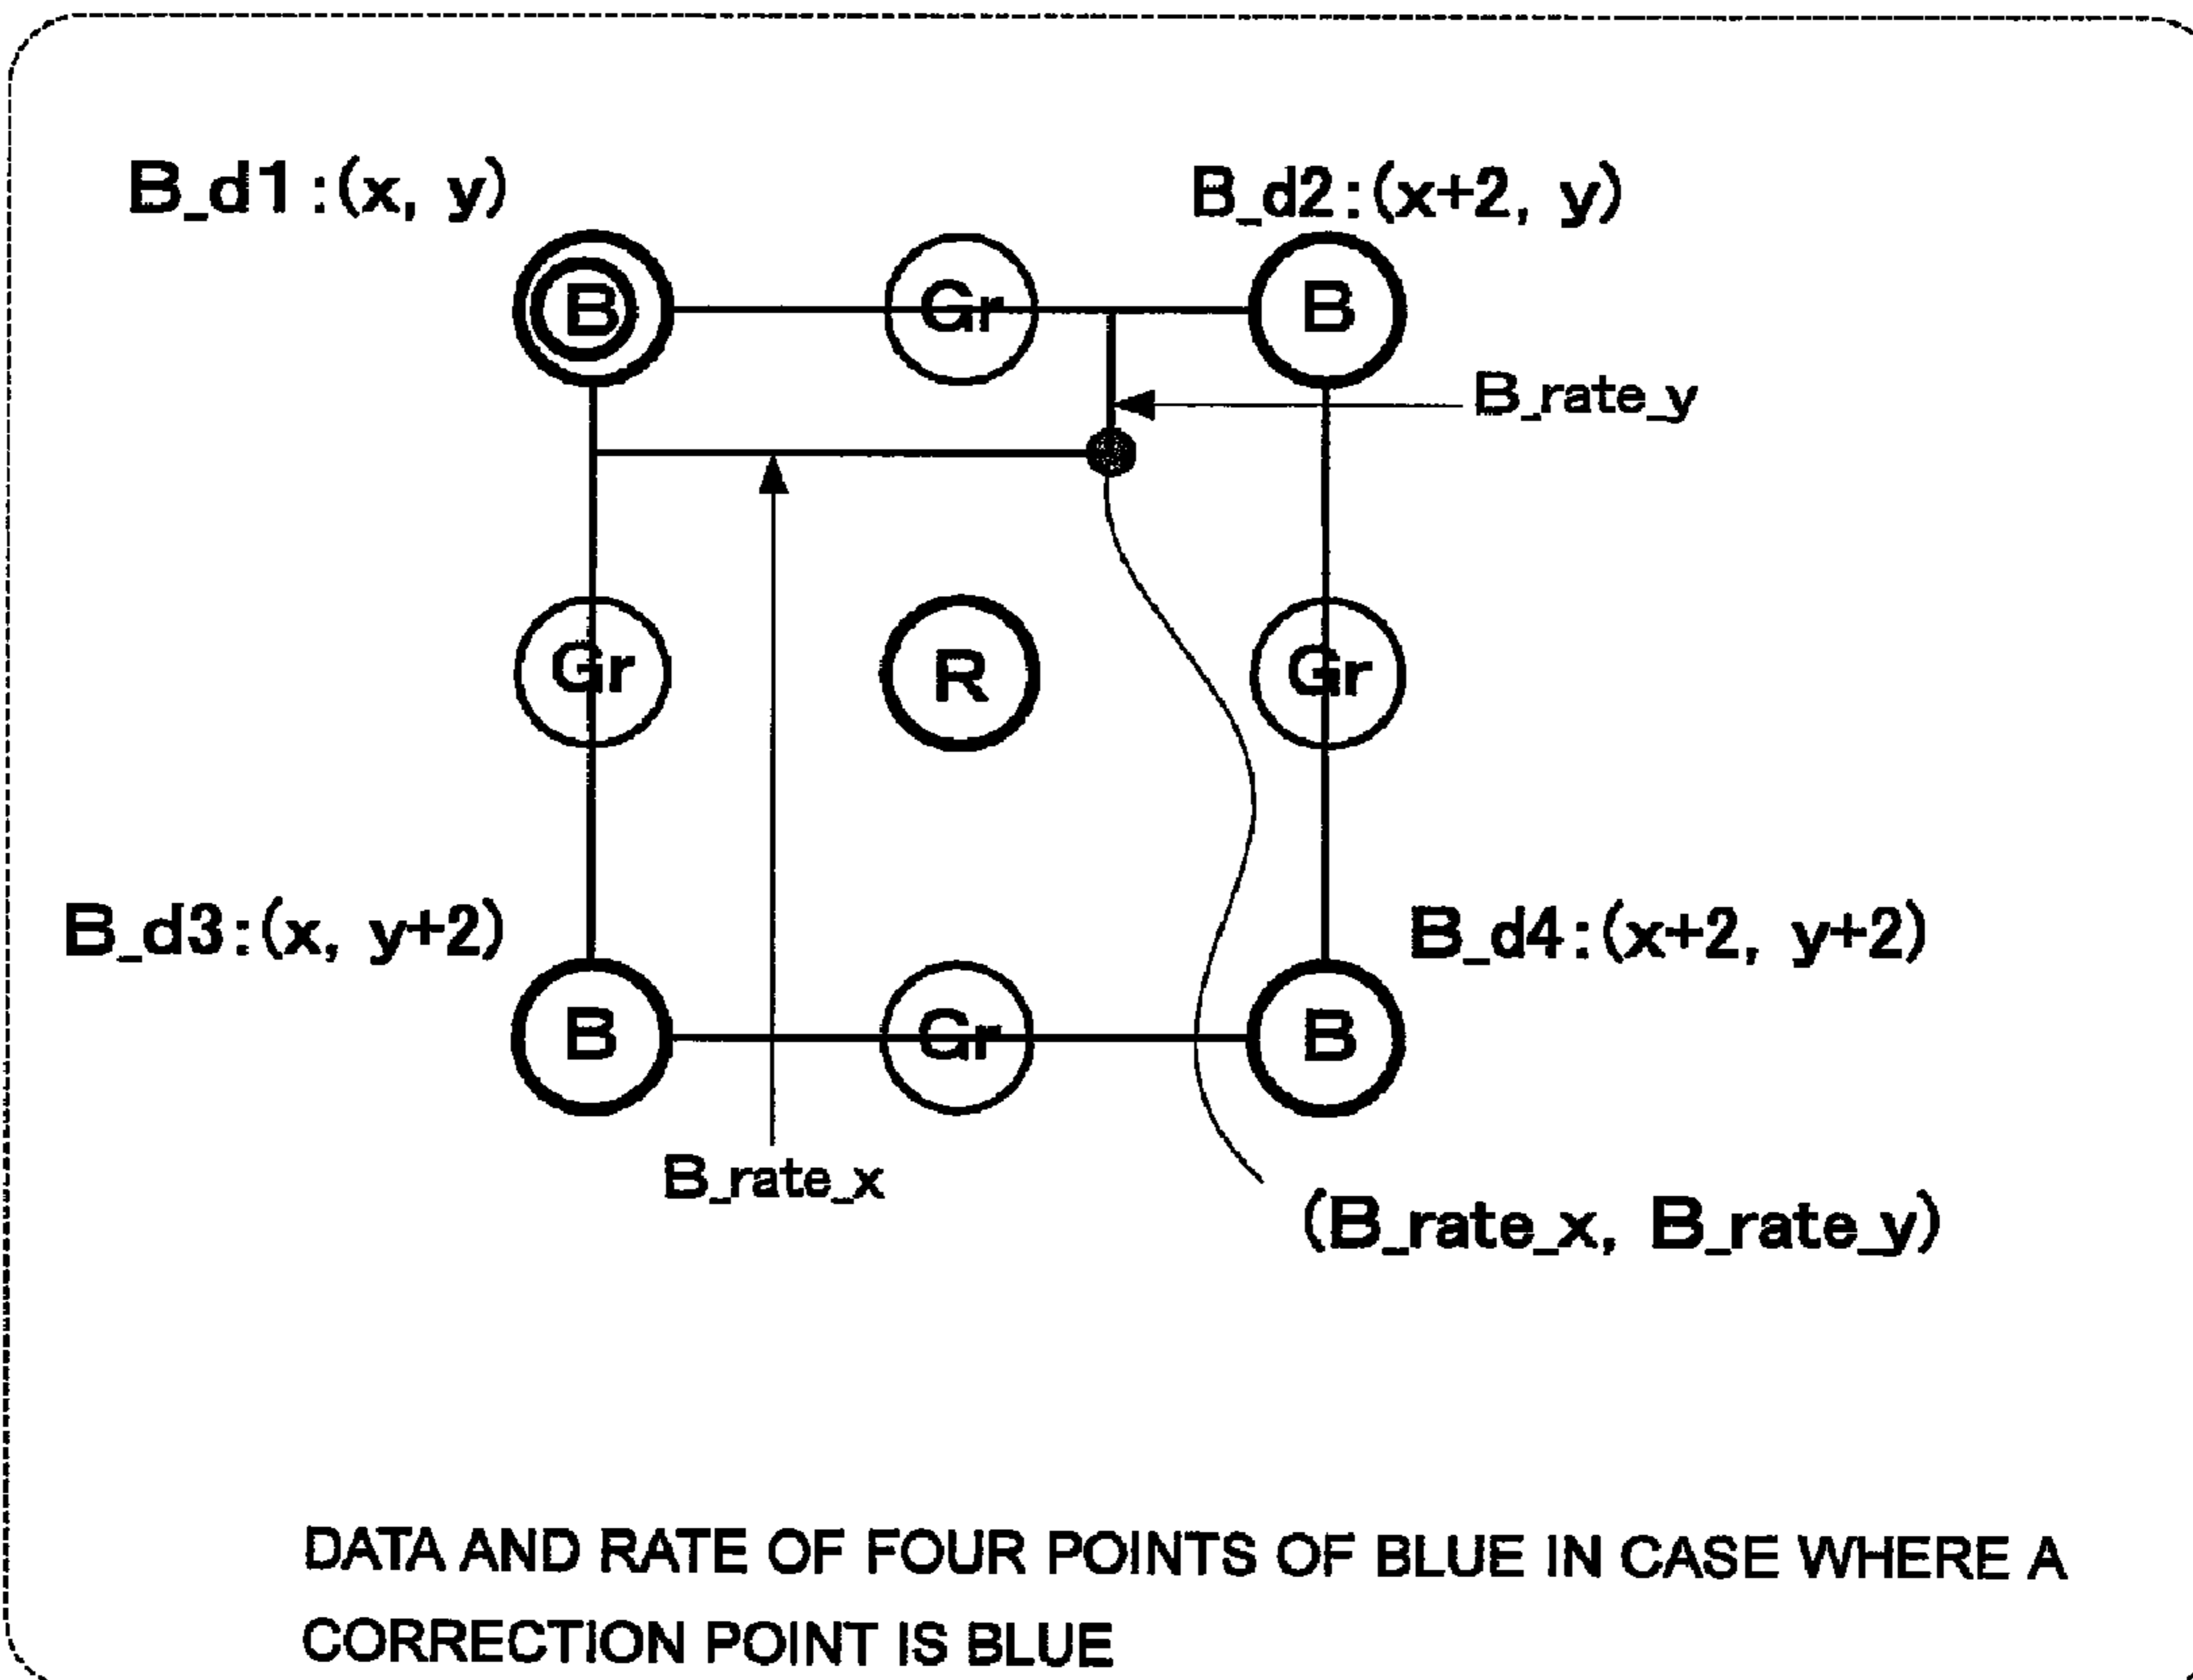 B_d1:(x, y)
B_d2:(x+2, y)
B Gr B
B_rate_y
Gr R Gr
B_d3:(x, y+2)
B_d4:(x+2, y+2)
B Gr B
B_rate_x
(B_rate_x, B_rate_y)
DATA AND RATE OF FOUR POINTS OF BLUE IN CASE WHERE A
CORRECTION POINT IS BLUE